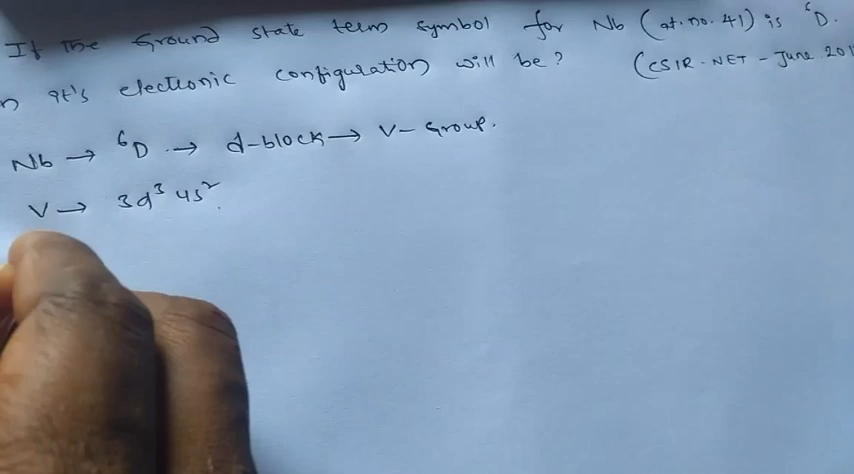 If the Ground state term symbol for Nb (at.no. 41) is ⁶D.
it's electronic configuration will be? (CSIR-NET - June 201
Nb → ⁶D → d-block → V-Group.
V → 3d³ 4s².